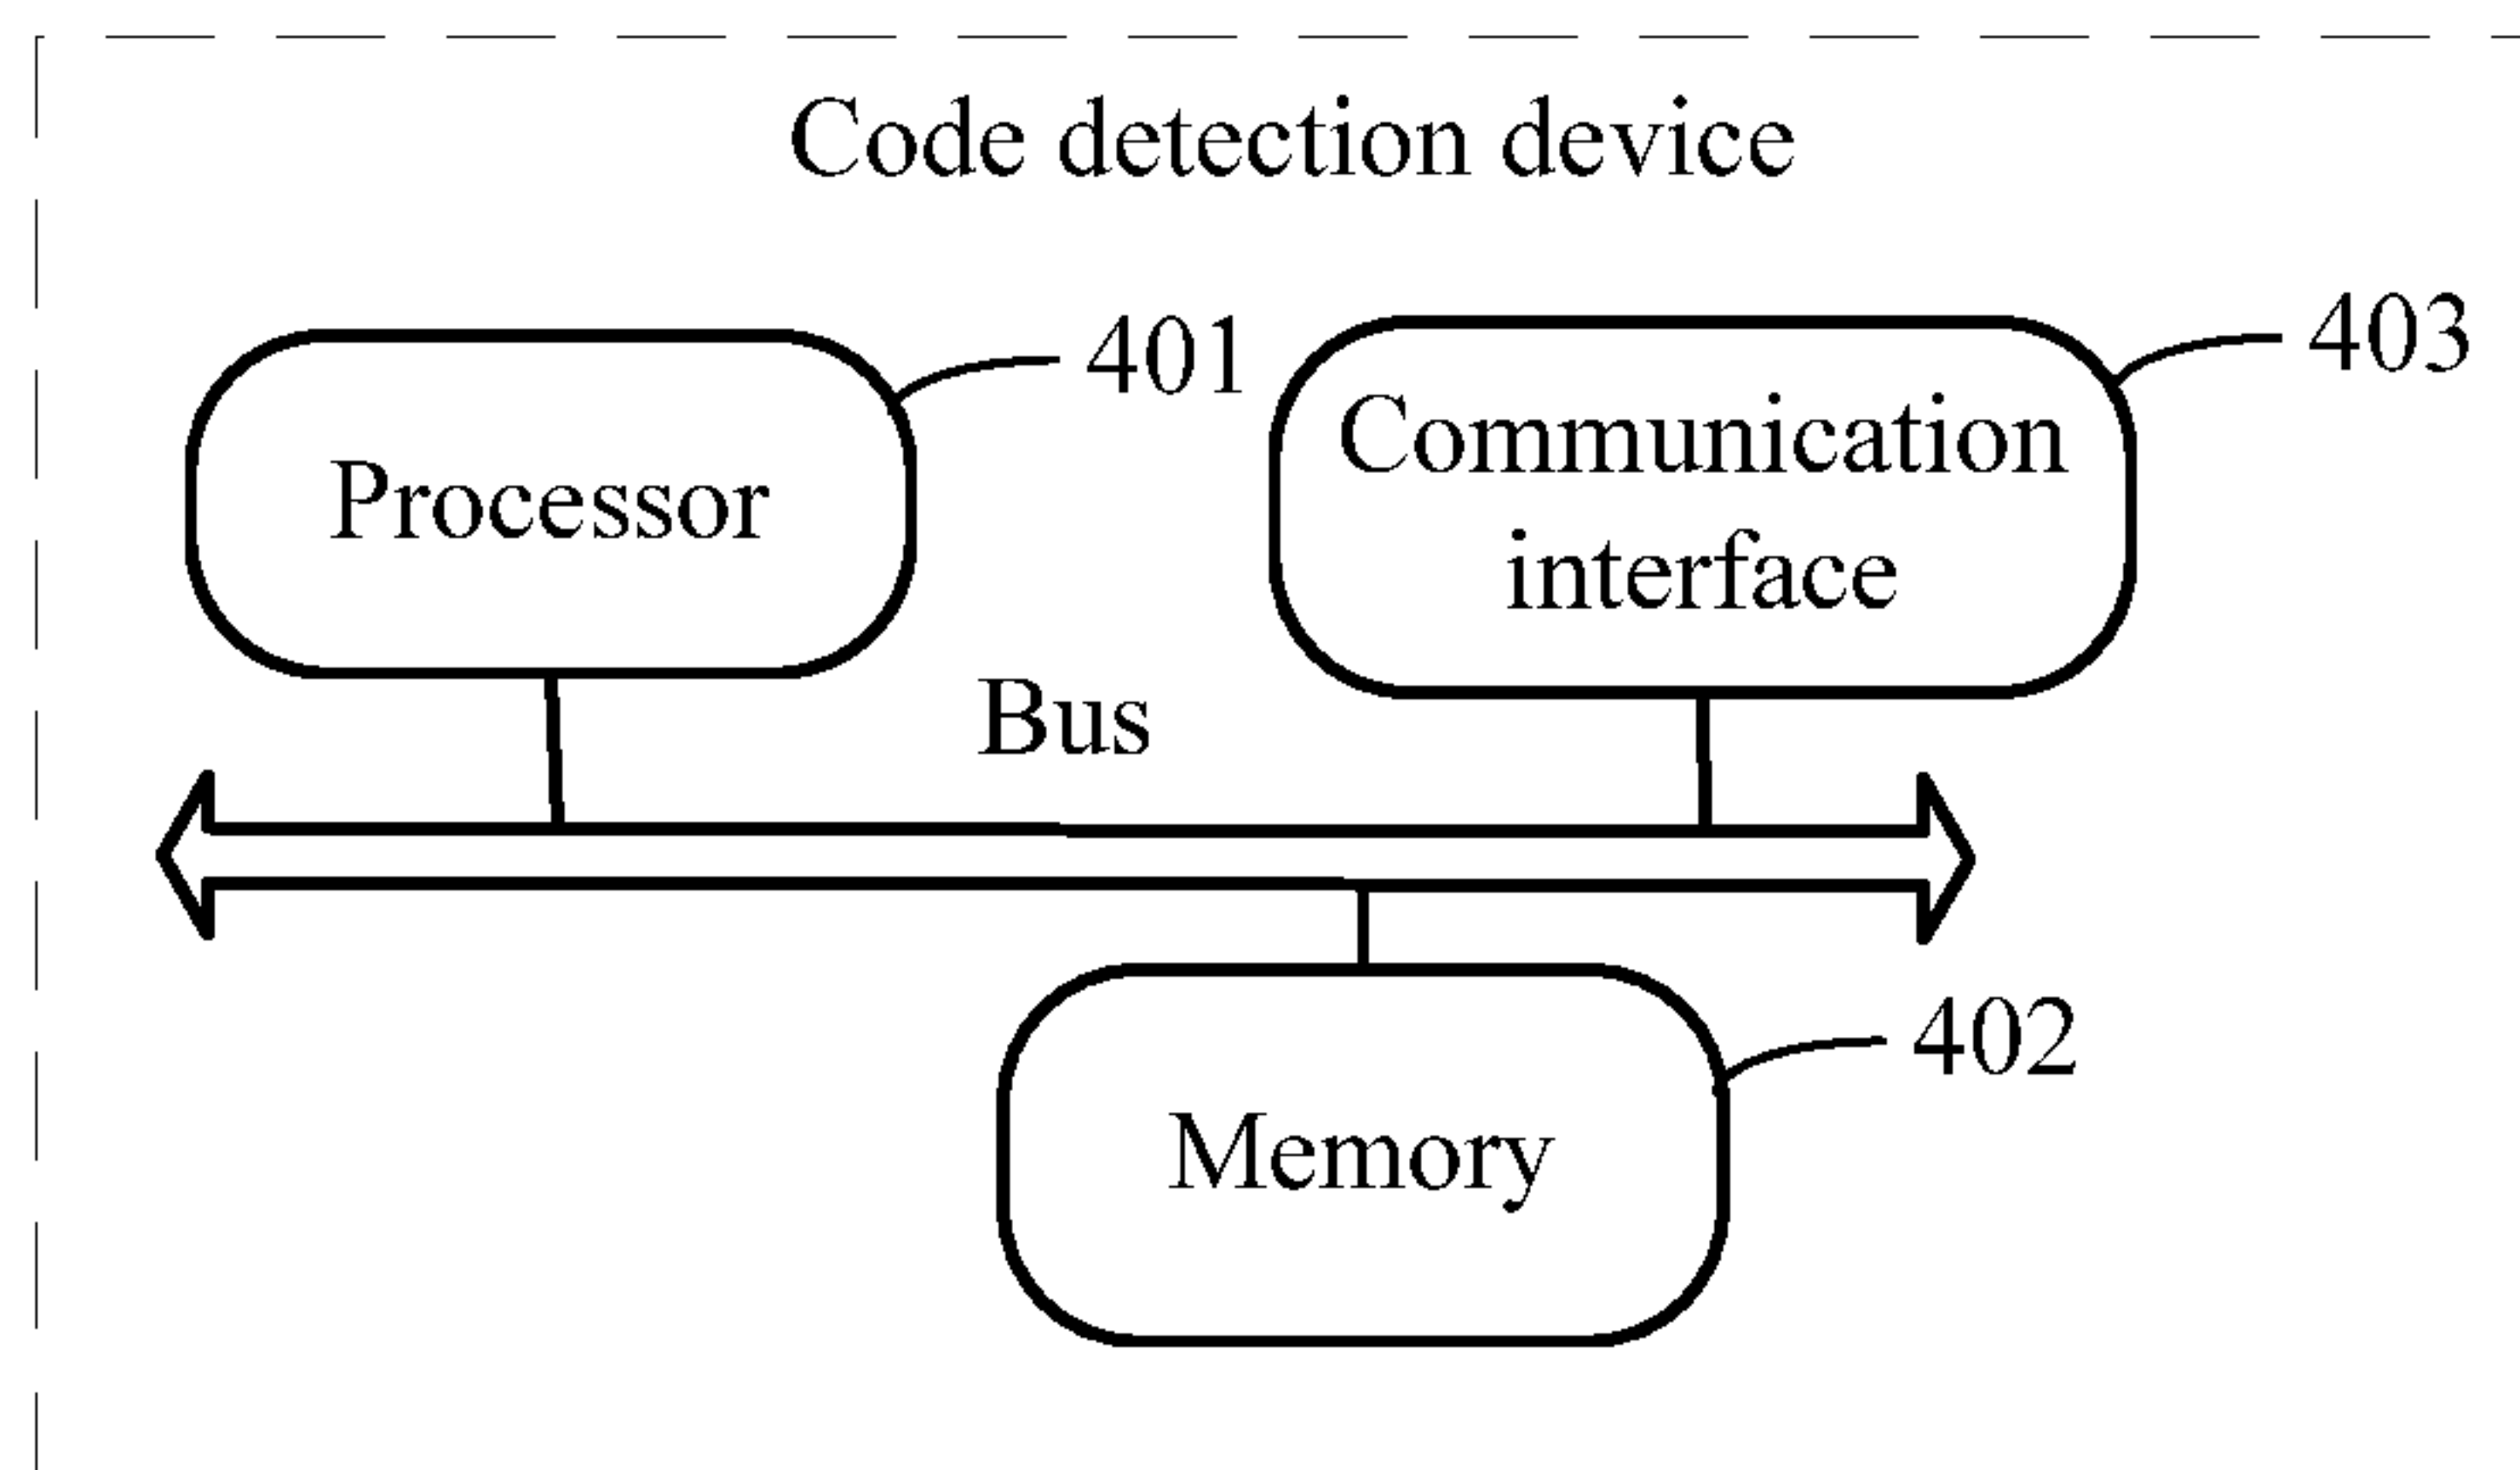 Code detection device
401
403
Processor
Communication
interface
Bus
402
Memory